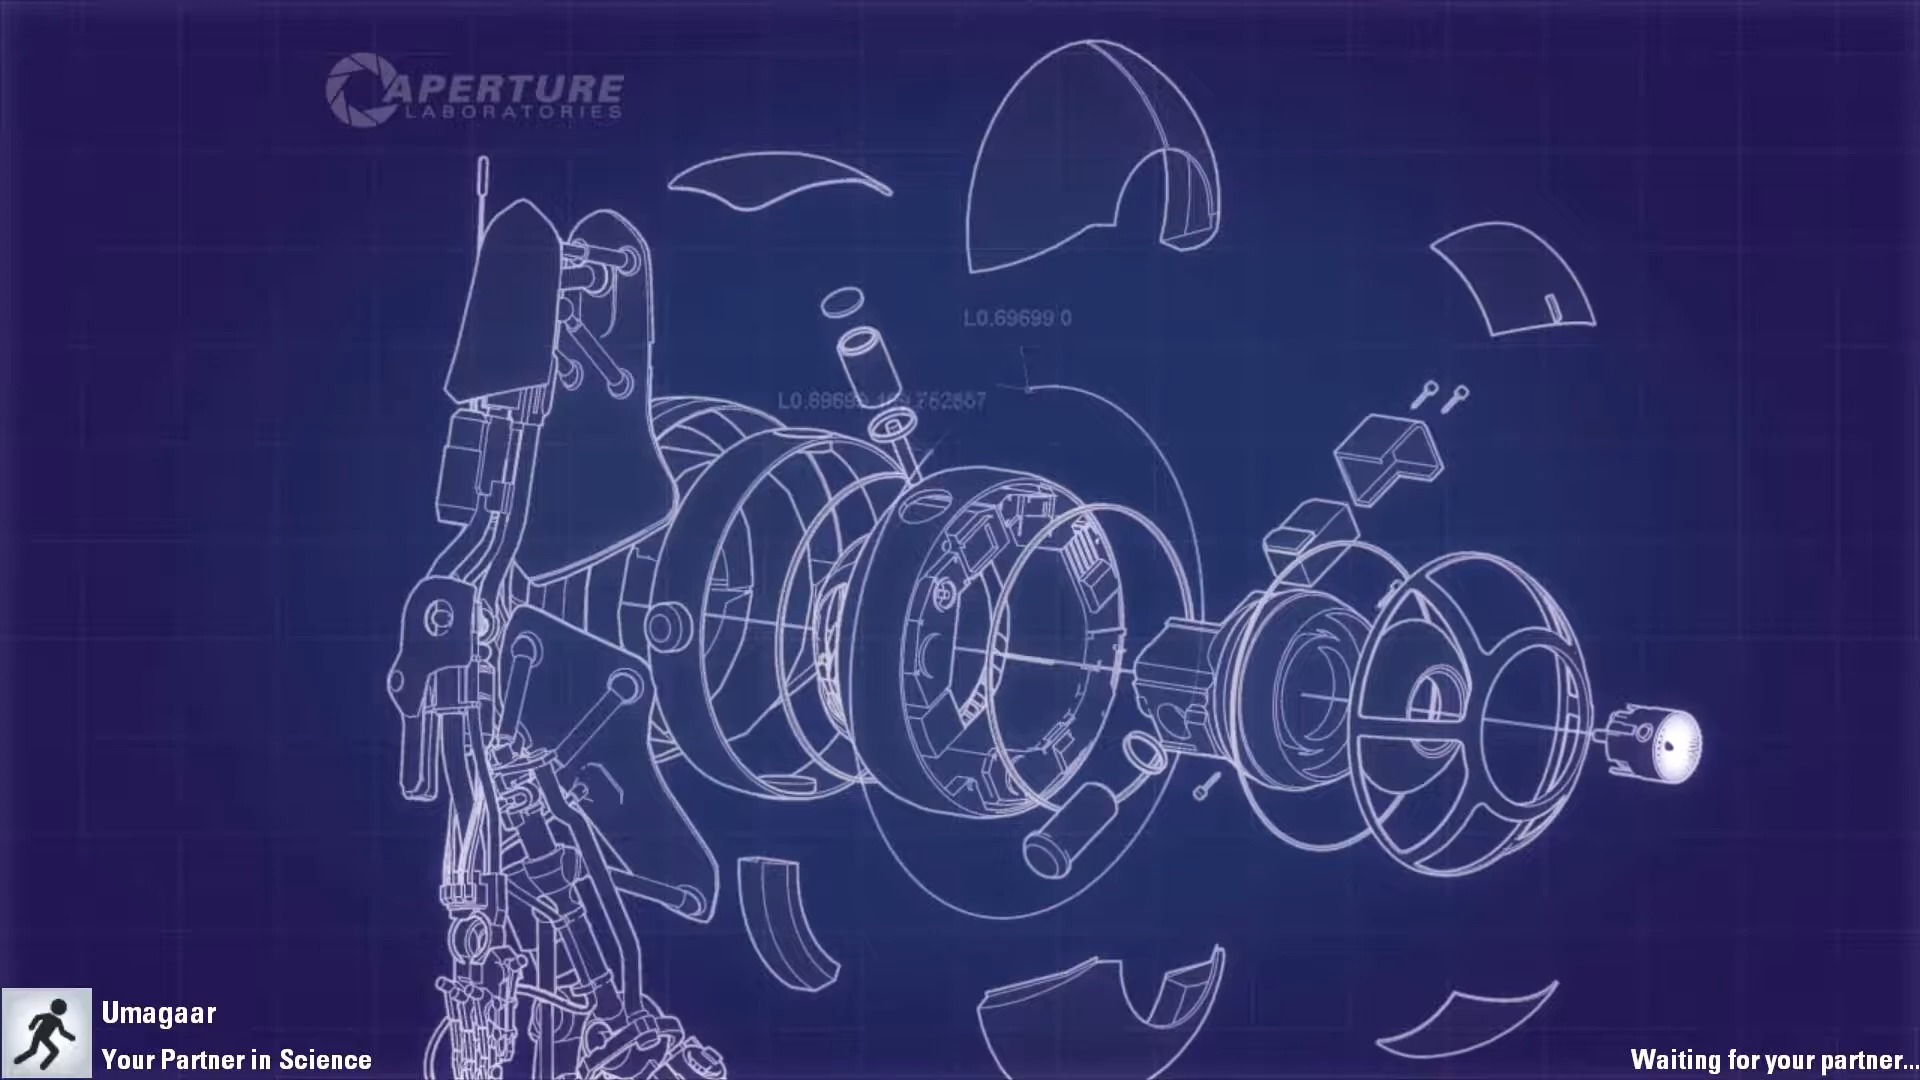 APERTURE
LABORATORIES
L0.69699 0
Umagaar
Your Partner in Science
Waiting for your partner...